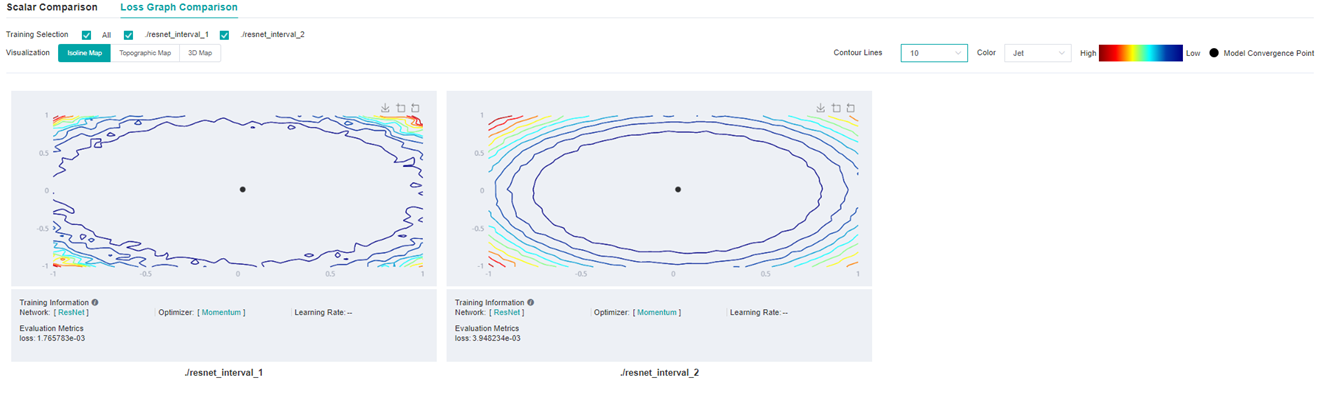 Scalar Comparison Loss Graph Comparison
Training Selection All ./resnet_interval_1 ./resnet_interval_2
Visualization Isoline Map Topographic Map 3D Map Contour Lines 10 Color Jet High Low Model Convergence Point
1
0.5
0
-0.5
-1
-1 -0.5 0 0.5 1
1
0.5
0
-0.5
-1
-1 -0.5 0 0.5 1
Training Information
Network: [ ResNet ] Optimizer: [ Momentum ] Learning Rate: --
Evaluation Metrics
loss: 1.765783e-03
Training Information
Network: [ ResNet ] Optimizer: [ Momentum ] Learning Rate: --
Evaluation Metrics
loss: 3.948234e-03
./resnet_interval_1 ./resnet_interval_2